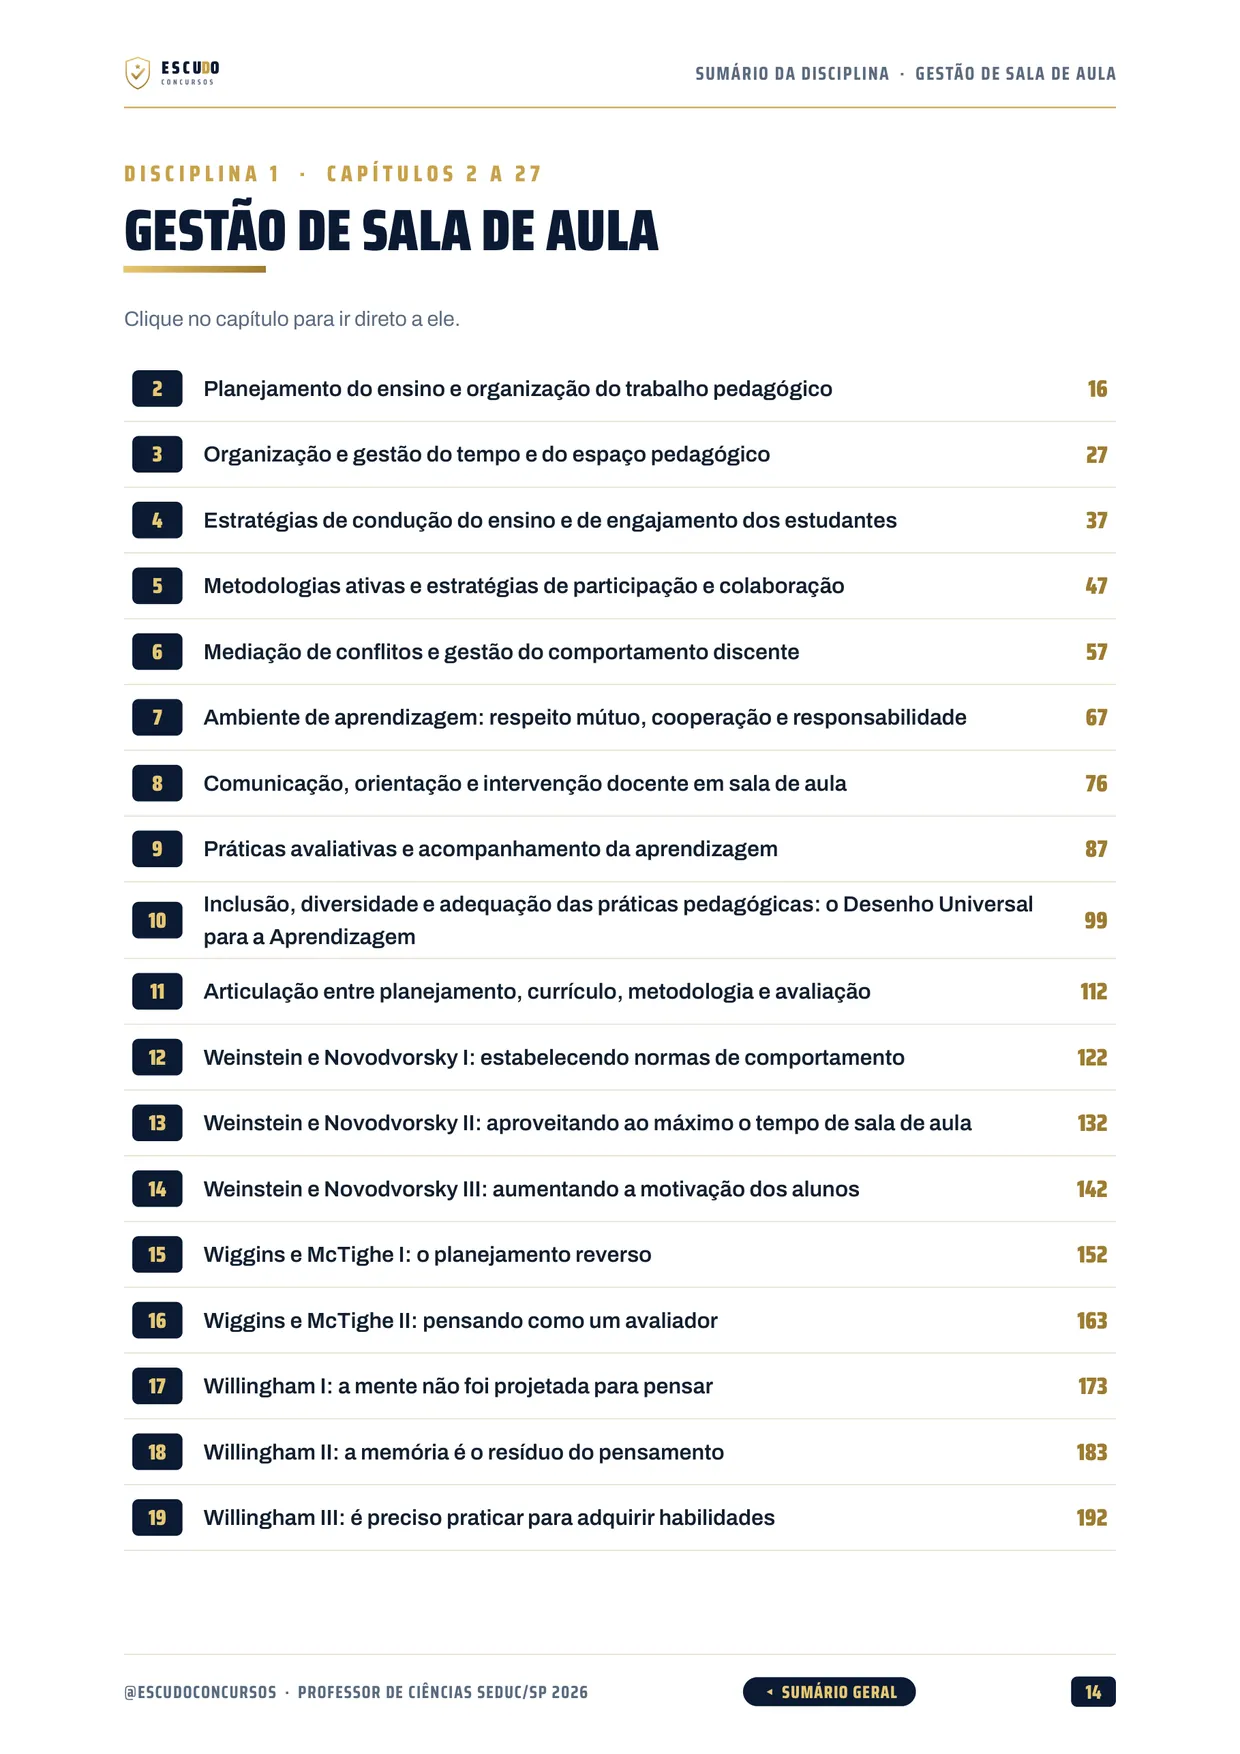 ESCUDO
CONCURSOS
SUMÁRIO DA DISCIPLINA · GESTÃO DE SALA DE AULA
DISCIPLINA 1 · CAPÍTULOS 2 A 27
GESTÃO DE SALA DE AULA
Clique no capítulo para ir direto a ele.
2 Planejamento do ensino e organização do trabalho pedagógico 16
3 Organização e gestão do tempo e do espaço pedagógico 27
4 Estratégias de condução do ensino e de engajamento dos estudantes 37
5 Metodologias ativas e estratégias de participação e colaboração 47
6 Mediação de conflitos e gestão do comportamento discente 57
7 Ambiente de aprendizagem: respeito mútuo, cooperação e responsabilidade 67
8 Comunicação, orientação e intervenção docente em sala de aula 76
9 Práticas avaliativas e acompanhamento da aprendizagem 87
10 Inclusão, diversidade e adequação das práticas pedagógicas: o Desenho Universal
para a Aprendizagem 99
11 Articulação entre planejamento, currículo, metodologia e avaliação 112
12 Weinstein e Novodvorsky I: estabelecendo normas de comportamento 122
13 Weinstein e Novodvorsky II: aproveitando ao máximo o tempo de sala de aula 132
14 Weinstein e Novodvorsky III: aumentando a motivação dos alunos 142
15 Wiggins e McTighe I: o planejamento reverso 152
16 Wiggins e McTighe II: pensando como um avaliador 163
17 Willingham I: a mente não foi projetada para pensar 173
18 Willingham II: a memória é o resíduo do pensamento 183
19 Willingham III: é preciso praticar para adquirir habilidades 192
@ESCUDOCONCURSOS · PROFESSOR DE CIÊNCIAS SEDUC/SP 2026
◂ SUMÁRIO GERAL
14